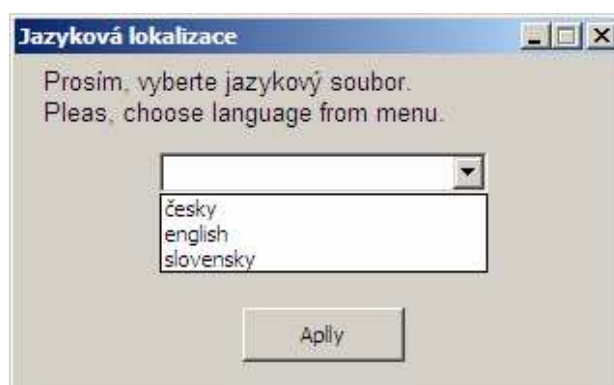 Jazyková lokalizace
Prosím, vyberte jazykový soubor.
Pleas, choose language from menu.
česky
english
slovensky
Aplly